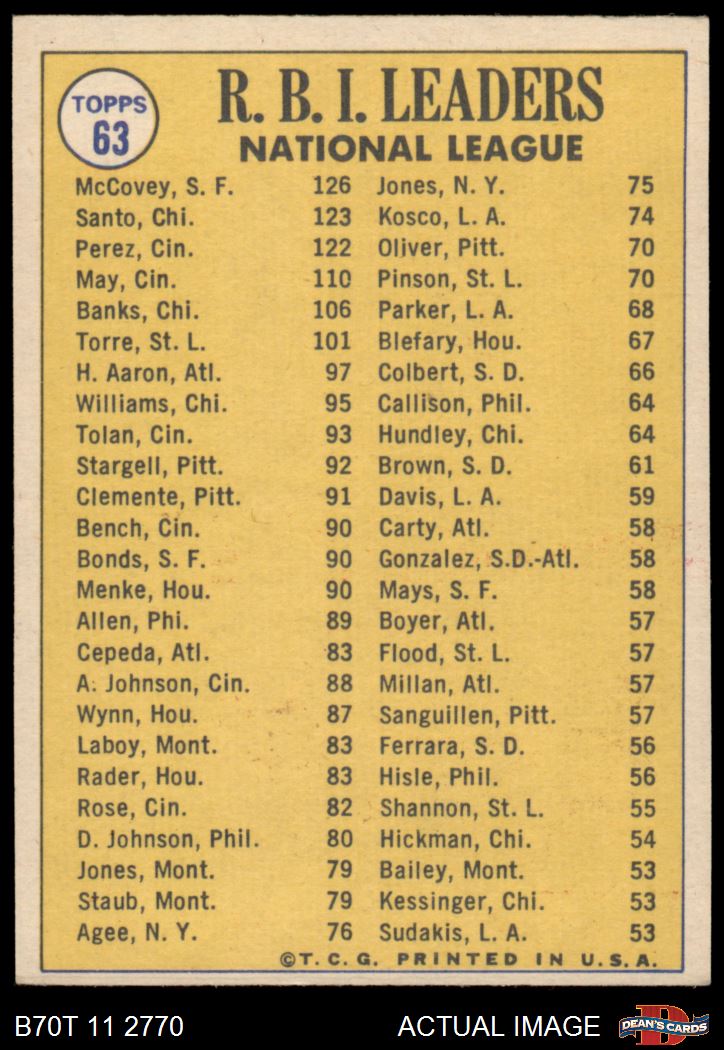 TOPPS
63
R. B. I. LEADERS
NATIONAL LEAGUE
McCovey, S. F. 126
Santo, Chi. 123
Perez, Cin. 122
May, Cin. 110
Banks, Chi. 106
Torre, St. L. 101
H. Aaron, Atl. 97
Williams, Chi. 95
Tolan, Cin. 93
Stargell, Pitt. 92
Clemente, Pitt. 91
Bench, Cin. 90
Bonds, S. F. 90
Menke, Hou. 90
Allen, Phi. 89
Cepeda, Atl. 83
A. Johnson, Cin. 88
Wynn, Hou. 87
Laboy, Mont. 83
Rader, Hou. 83
Rose, Cin. 82
D. Johnson, Phil. 80
Jones, Mont. 79
Staub, Mont. 79
Agee, N. Y. 76
Jones, N. Y. 75
Kosco, L. A. 74
Oliver, Pitt. 70
Pinson, St. L. 70
Parker, L. A. 68
Blefary, Hou. 67
Colbert, S. D. 66
Callison, Phil. 64
Hundley, Chi. 64
Brown, S. D. 61
Davis, L. A. 59
Carty, Atl. 58
Gonzalez, S.D.-Atl. 58
Mays, S. F. 58
Boyer, Atl. 57
Flood, St. L. 57
Millan, Atl. 57
Sanguillen, Pitt. 57
Ferrara, S. D. 56
Hisle, Phil. 56
Shannon, St. L. 55
Hickman, Chi. 54
Bailey, Mont. 53
Kessinger, Chi. 53
Sudakis, L. A. 53
©T. C. G. PRINTED IN U. S. A.
B70T 11 2770 ACTUAL IMAGE
D
DEAN'S CARDS